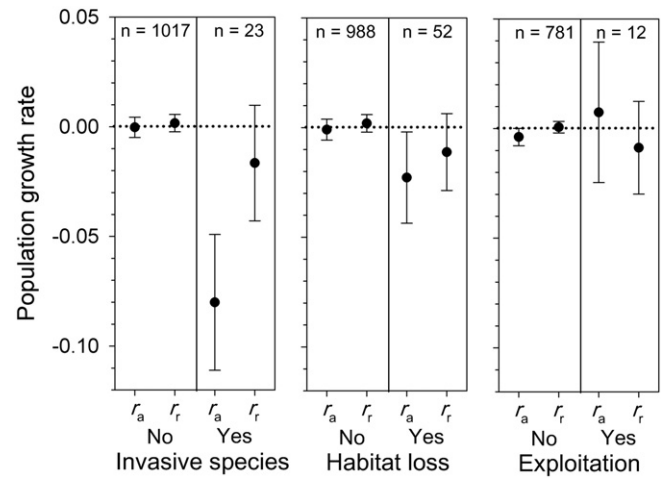 n = 1017 n = 23 n = 988 n = 52 n = 781 n = 12
0.05
0.00
-0.05
-0.10
Population growth rate
ra rr ra rr ra rr ra rr ra rr ra rr
No Yes No Yes No Yes
Invasive species Habitat loss Exploitation